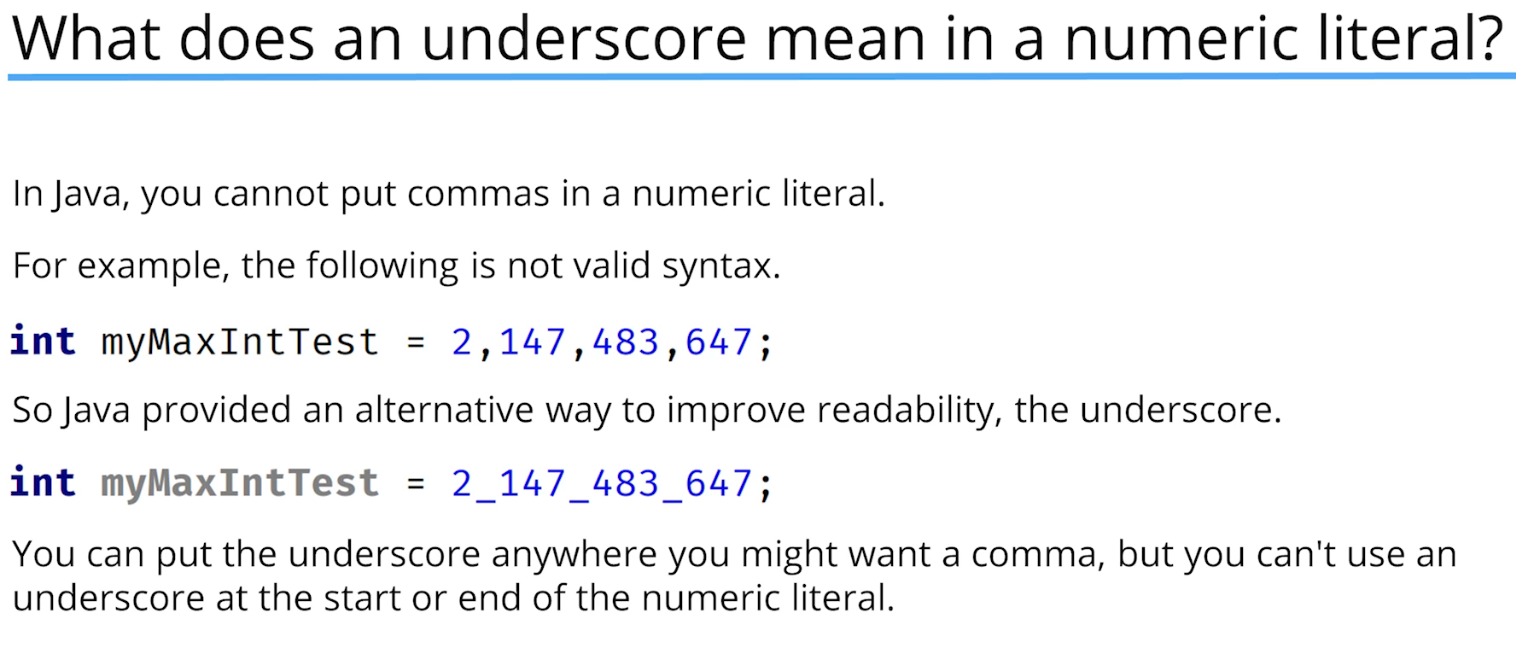 What does an underscore mean in a numeric literal?
In Java, you cannot put commas in a numeric literal.
For example, the following is not valid syntax.
int myMaxIntTest = 2,147,483,647;
So Java provided an alternative way to improve readability, the underscore.
int myMaxIntTest = 2_147_483_647;
You can put the underscore anywhere you might want a comma, but you can't use an
underscore at the start or end of the numeric literal.